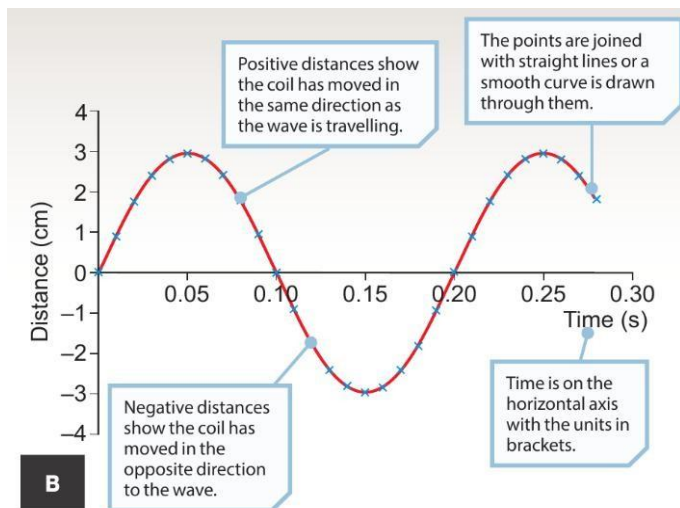 Positive distances show
the coil has moved in
the same direction as
the wave is travelling.
The points are joined
with straight lines or a
smooth curve is drawn
through them.
Distance (cm)
4
3
2
1
0
–1
–2
–3
–4
0.05
0.10
0.15
0.20
0.25
0.30
Time (s)
Negative distances
show the coil has
moved in the
opposite direction
to the wave.
Time is on the
horizontal axis
with the units in
brackets.
B